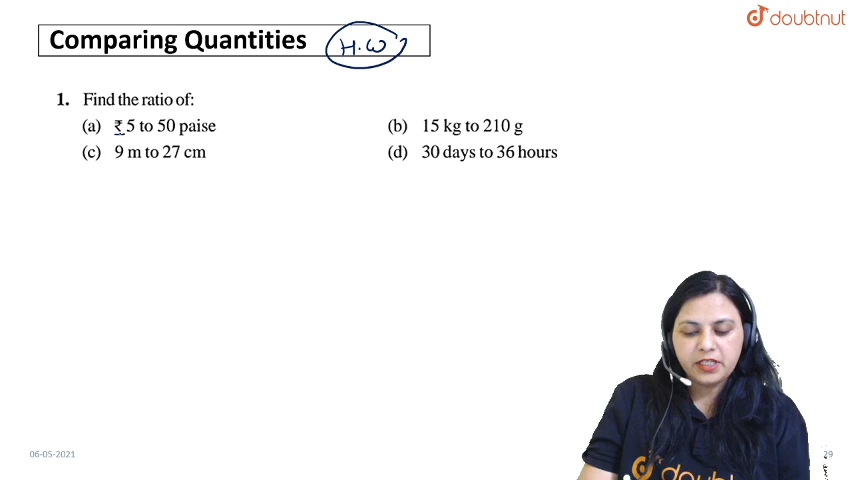 doubtnut
Comparing Quantities H.W
1. Find the ratio of:
(a) ₹ 5 to 50 paise (b) 15 kg to 210 g
(c) 9 m to 27 cm (d) 30 days to 36 hours
06-05-2021 29